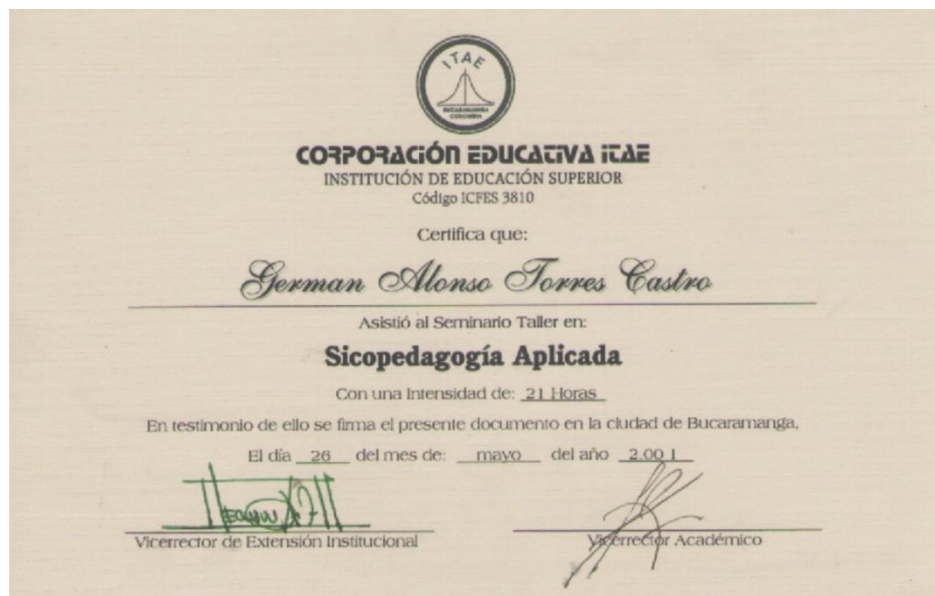 ITAE
BUCARAMANGA
COLOMBIA
CORPORACIÓN EDUCATIVA ITAE
INSTITUCIÓN DE EDUCACIÓN SUPERIOR
Código ICFES 3810
Certifica que:
German Alonso Torres Castro
Asistió al Seminario Taller en:
Sicopedagogía Aplicada
Con una Intensidad de: 21 Horas
En testimonio de ello se firma el presente documento en la ciudad de Bucaramanga,
El día 26 del mes de: mayo del año 2.001
Vicerrector de Extensión Institucional
Vicerrector Académico